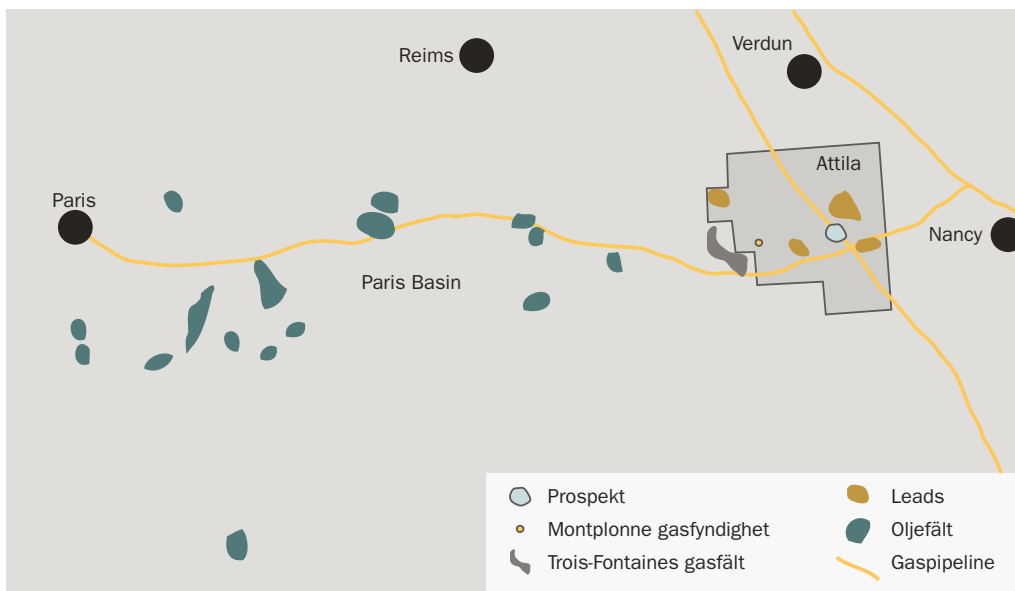 Reims
Verdun
Attila
Paris
Nancy
Paris Basin
Prospekt
Montplonne gasfyndighet
Trois-Fontaines gasfält
Leads
Oljefält
Gaspipeline